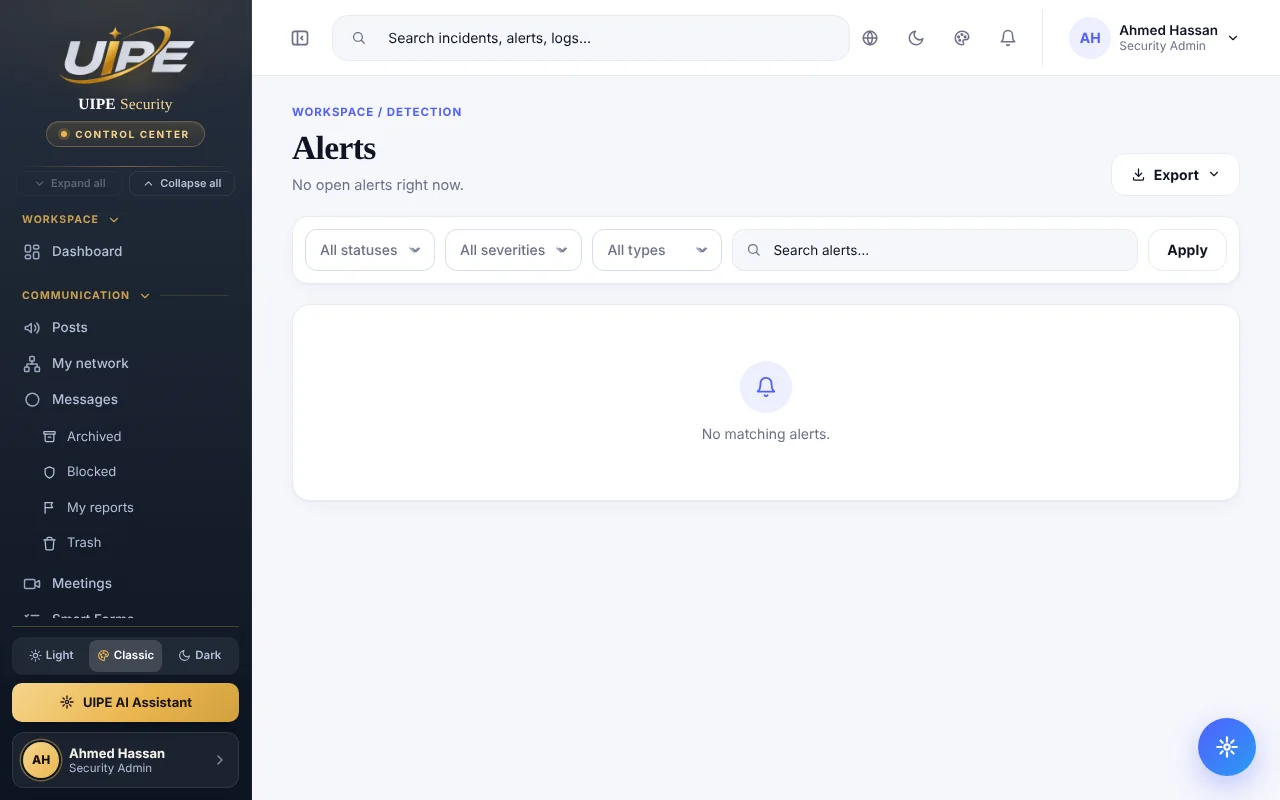 UIPE
UIPE Security
CONTROL CENTER
Expand all
Collapse all
WORKSPACE
Dashboard
COMMUNICATION
Posts
My network
Messages
Archived
Blocked
My reports
Trash
Meetings
Smart Forms
Light
Classic
Dark
UIPE AI Assistant
AH
Ahmed Hassan
Security Admin
Search incidents, alerts, logs...
AH
Ahmed Hassan
Security Admin
WORKSPACE / DETECTION
Alerts
No open alerts right now.
Export
All statuses
All severities
All types
Search alerts...
Apply
No matching alerts.